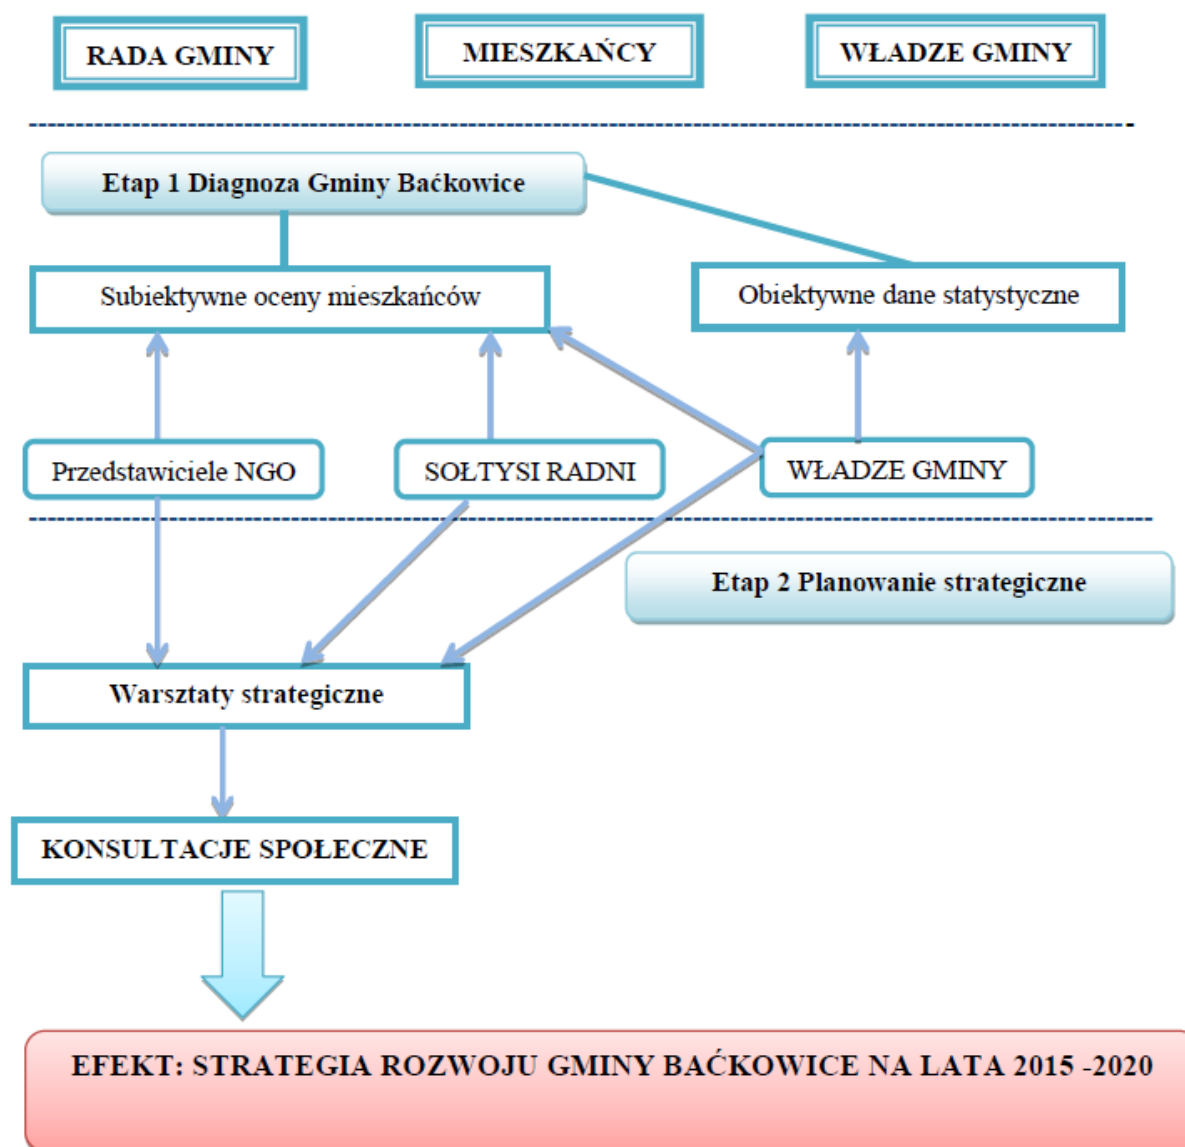 RADA GMINY
MIESZKAŃCY
WŁADZE GMINY
Etap 1 Diagnoza Gminy Baćkowice
Subiektywne oceny mieszkańców
Obiektywne dane statystyczne
Przedstawiciele NGO
SOŁTYSI RADNI
WŁADZE GMINY
Etap 2 Planowanie strategiczne
Warsztaty strategiczne
KONSULTACJE SPOŁECZNE
EFEKT: STRATEGIA ROZWOJU GMINY BAĆKOWICE NA LATA 2015 -2020